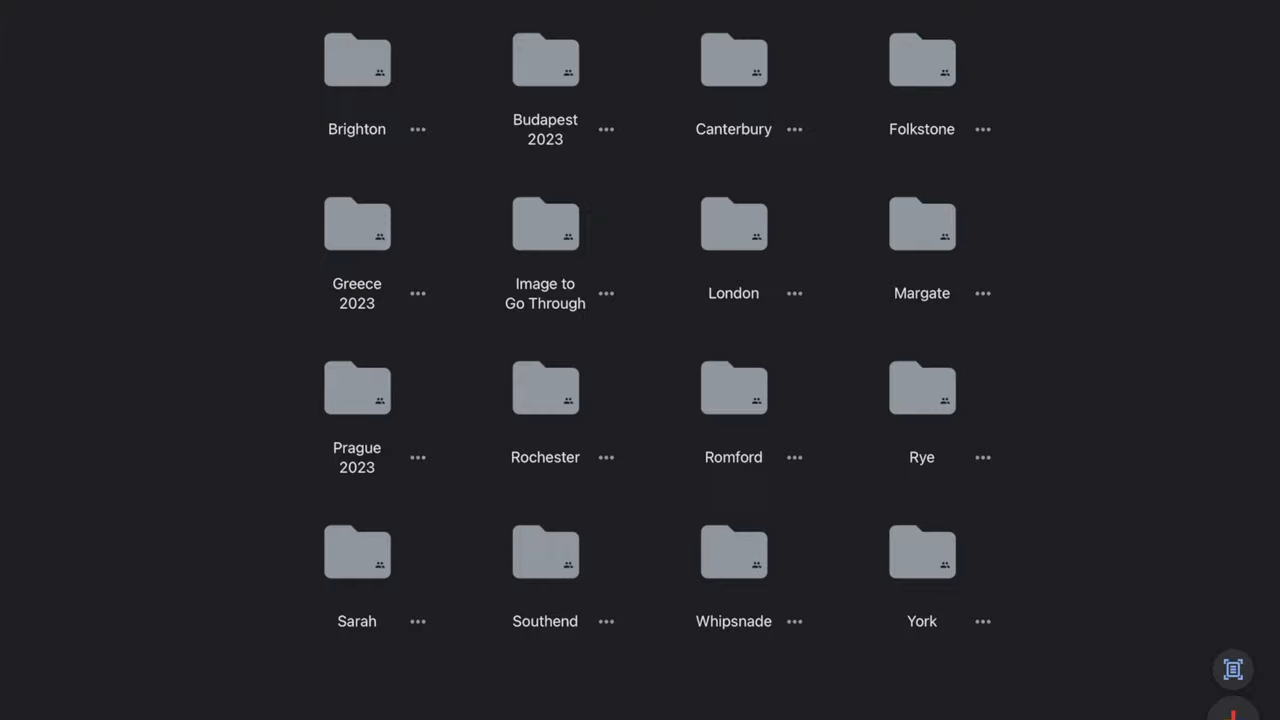 Brighton
Budapest
2023
Canterbury
Folkstone
Greece
2023
Image to
Go Through
London
Margate
Prague
2023
Rochester
Romford
Rye
Sarah
Southend
Whipsnade
York